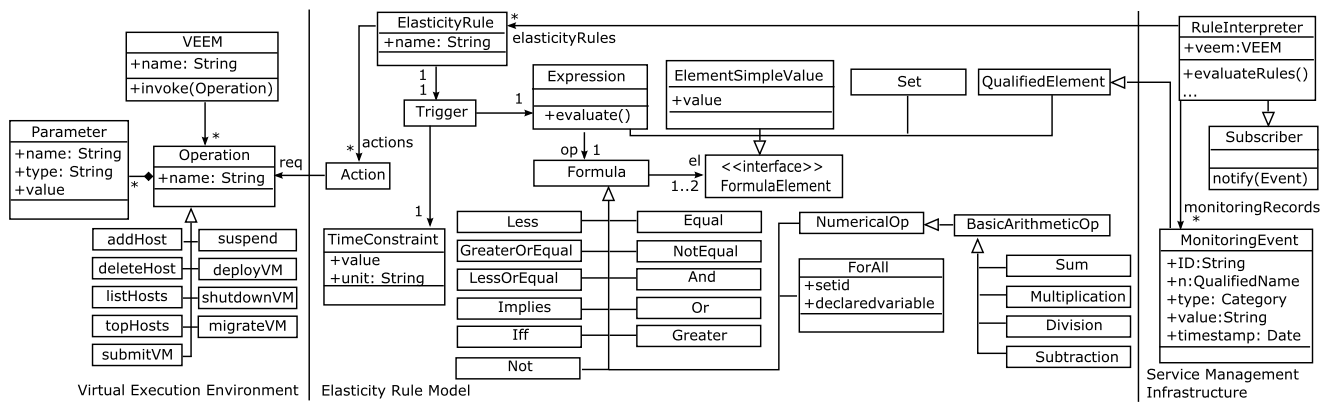 VEEM
+name: String
+invoke(Operation)
*
Parameter
+name: String
+type: String
+value
*
Operation
+name: String
req
addHost
suspend
deleteHost
deployVM
listHosts
shutdownVM
topHosts
migrateVM
submitVM
Virtual Execution Environment
ElasticityRule
+name: String
*
elasticityRules
1
1
Trigger
1
* actions
Action
1
TimeConstraint
+value
+unit: String
Expression
+evaluate()
op
1
Formula
el
1..2
ElementSimpleValue
+value
<<interface>>
FormulaElement
Set
QualifiedElement
Less
Equal
GreaterOrEqual
NotEqual
LessOrEqual
And
Implies
Or
Iff
Greater
Not
NumericalOp
BasicArithmeticOp
ForAll
+setid
+declaredvariable
Sum
Multiplication
Division
Subtraction
Elasticity Rule Model
RuleInterpreter
+veem:VEEM
+evaluateRules()
...
Subscriber
notify(Event)
monitoringRecords
*
MonitoringEvent
+ID:String
+n:QualifiedName
+type: Category
+value:String
+timestamp: Date
Service Management
Infrastructure